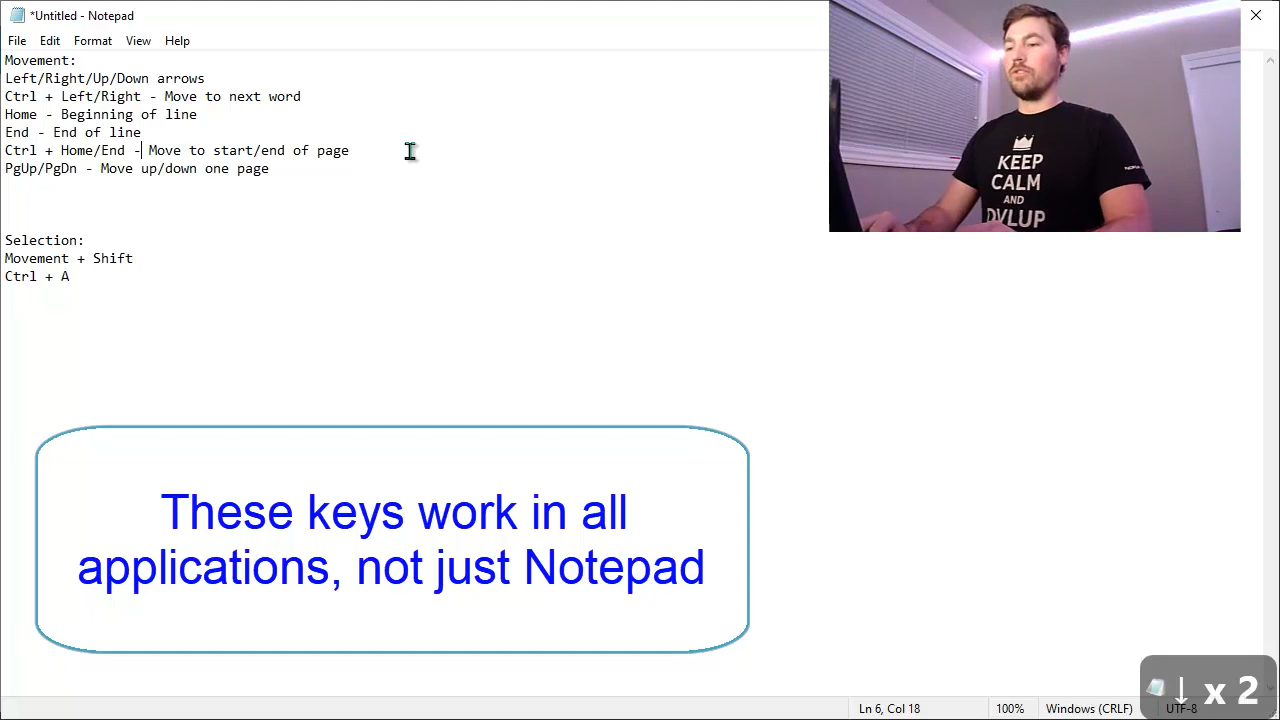 *Untitled - Notepad
File Edit Format View Help
Movement:
Left/Right/Up/Down arrows
Ctrl + Left/Right - Move to next word
Home - Beginning of line
End - End of line
Ctrl + Home/End - Move to start/end of page
PgUp/PgDn - Move up/down one page
Selection:
Movement + Shift
Ctrl + A
KEEP
CALM
AND
DVLUP
These keys work in all
applications, not just Notepad
↓ x 2
Ln 6, Col 18 100% Windows (CRLF) UTF-8